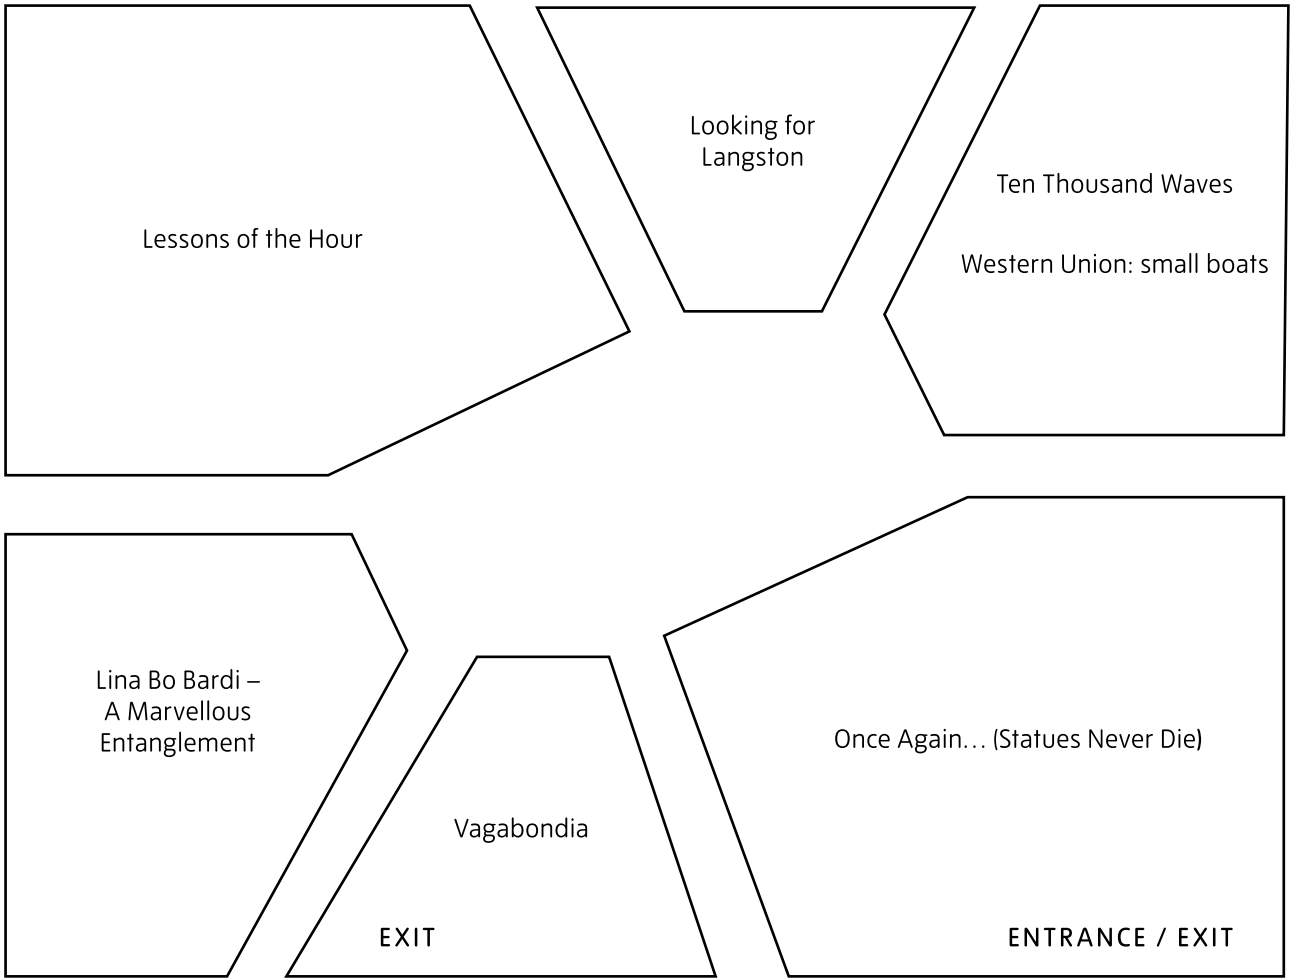 Looking for
Langston
Ten Thousand Waves
Lessons of the Hour
Western Union: small boats
Lina Bo Bardi –
A Marvellous
Entanglement
Once Again… (Statues Never Die)
Vagabondia
EXIT
ENTRANCE / EXIT